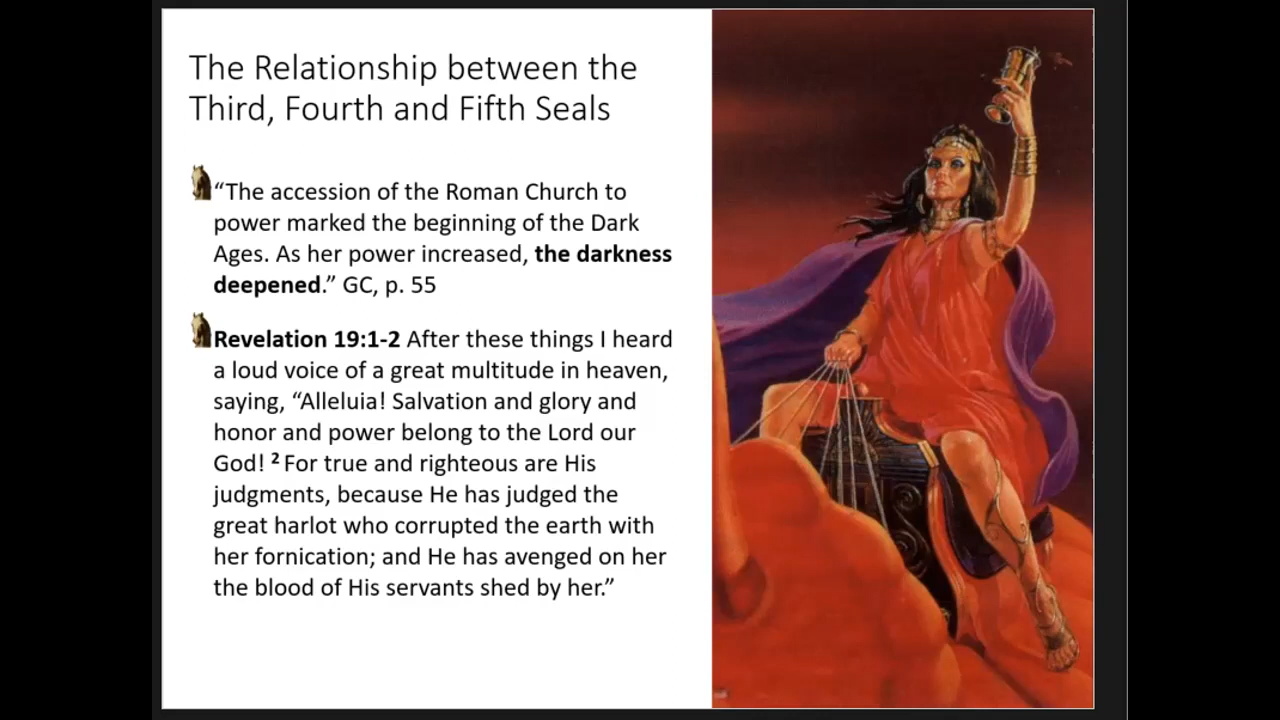 The Relationship between the
Third, Fourth and Fifth Seals
“The accession of the Roman Church to
power marked the beginning of the Dark
Ages. As her power increased, the darkness
deepened.” GC, p. 55
Revelation 19:1-2 After these things I heard
a loud voice of a great multitude in heaven,
saying, “Alleluia! Salvation and glory and
honor and power belong to the Lord our
God! ² For true and righteous are His
judgments, because He has judged the
great harlot who corrupted the earth with
her fornication; and He has avenged on her
the blood of His servants shed by her.”